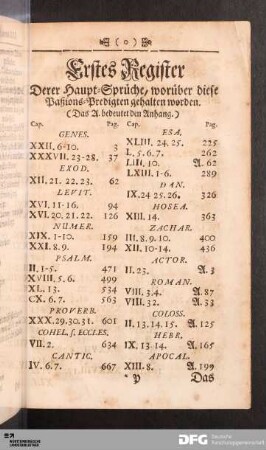 ( o )
Erstes Register
Derer Haupt-Sprüche, worüber diese
Paßions-Predigten gehalten worden.
(Das A. bedeutet den Anhang.)
Cap. Pag.
GENES.
XXII. 6-10. 3
XXXVII. 23-28. 37
EXOD.
XII. 21. 22. 23. 62
LEVIT.
XVI. 11-16. 94
XVI. 20. 21. 22. 126
NUMER.
XIX. 1-10. 159
XXI. 8. 9. 194
PSALM.
II. 1-5. 471
XVIII. 5. 6. 499
XL. 13. 534
CX. 6. 7. 563
PROVERB.
XXX. 29. 30. 31. 601
COHEL. s. ECCLES.
VII. 2. 634
CANTIC.
IV. 6. 7. 667
Cap. Pag.
ESA.
XLIII. 24. 25. 225
L. 5. 6. 7. 262
LIII. 10. A. 62
LXIII. 1-6. 289
DAN.
IX. 24 25. 26. 326
HOSEA.
XIII. 14. 363
ZACHAR.
III. 8. 9. 10. 400
XII. 10-14. 436
ACTOR.
II. 23. A. 3
ROMAN.
VIII. 3. 4. A. 87
VIII. 32. A. 33
COLOSS.
II. 13. 14. 15. A. 125
HEBR.
IX. 13. 14. A. 165
APOCAL.
XIII. 8. A. 199
Das
DFG Deutsche
Forschungsgemeinschaft